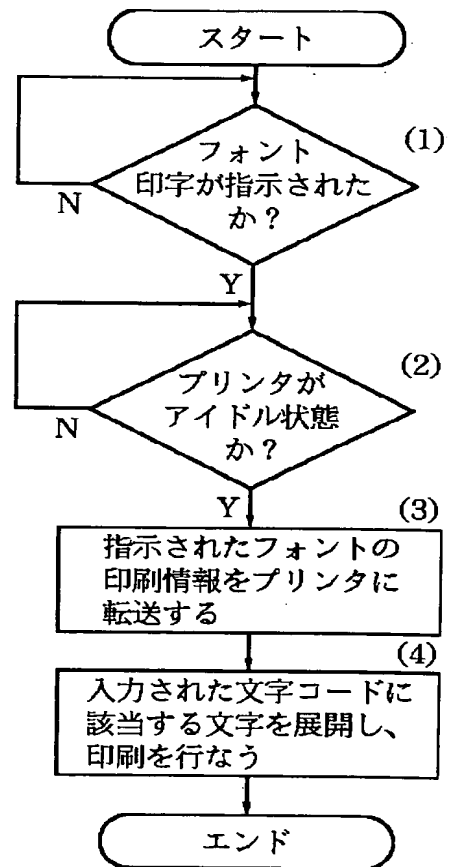 スタート
(1)
フォント
印字が指示された
か？
N
Y
(2)
プリンタが
アイドル状態
か？
N
Y
(3)
指示されたフォントの
印刷情報をプリンタに
転送する
(4)
入力された文字コードに
該当する文字を展開し、
印刷を行なう
エンド